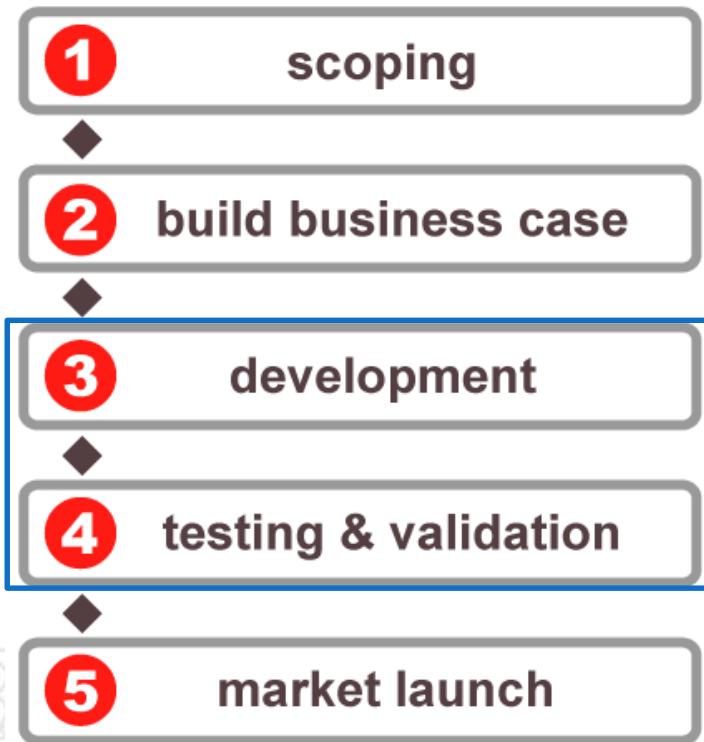 1 scoping
2 build business case
3 development
4 testing & validation
5 market launch